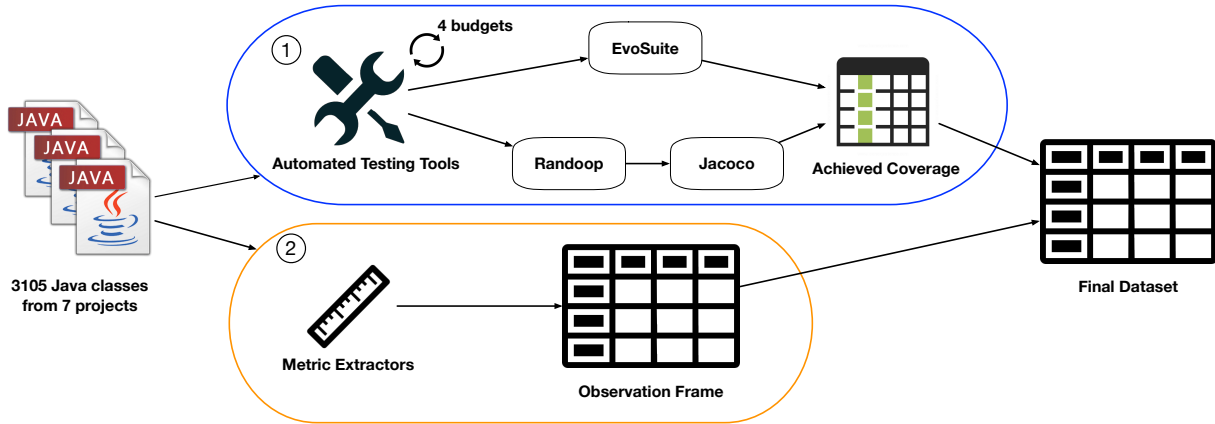 4 budgets
1
EvoSuite
JAVA
JAVA
JAVA
Automated Testing Tools
Randoop
Jacoco
Achieved Coverage
2
3105 Java classes
from 7 projects
Metric Extractors
Observation Frame
Final Dataset